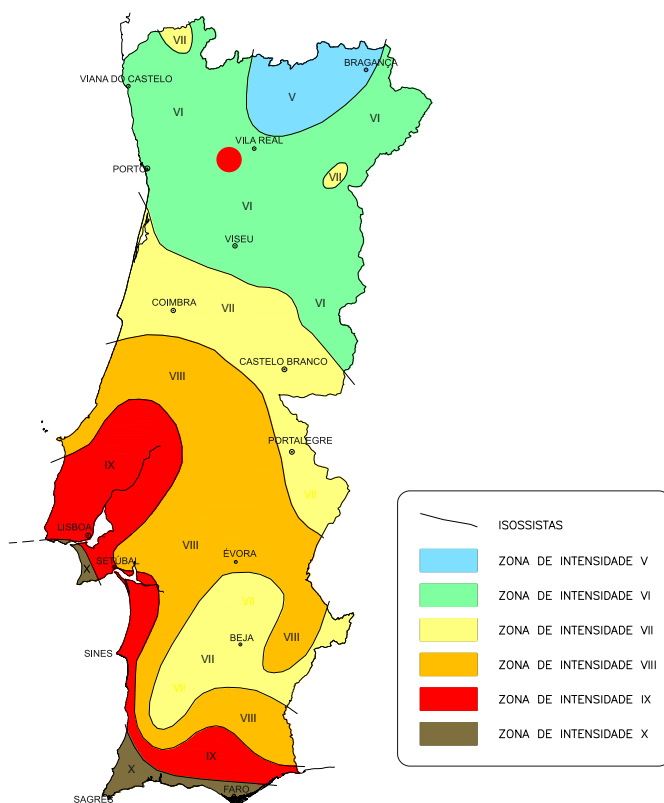 VII
BRAGANÇA
VIANA DO CASTELO
V
VI
VI
VILA REAL
PORTO
VII
VI
VISEU
COIMBRA
VII
VI
CASTELO BRANCO
VIII
PORTALEGRE
IX
VII
LISBOA
VIII
ÉVORA
SETÚBAL
X
VII
BEJA
VIII
SINES
VII
VII
VIII
IX
X
FARO
SAGRES
ISOSSISTAS
ZONA DE INTENSIDADE V
ZONA DE INTENSIDADE VI
ZONA DE INTENSIDADE VII
ZONA DE INTENSIDADE VIII
ZONA DE INTENSIDADE IX
ZONA DE INTENSIDADE X